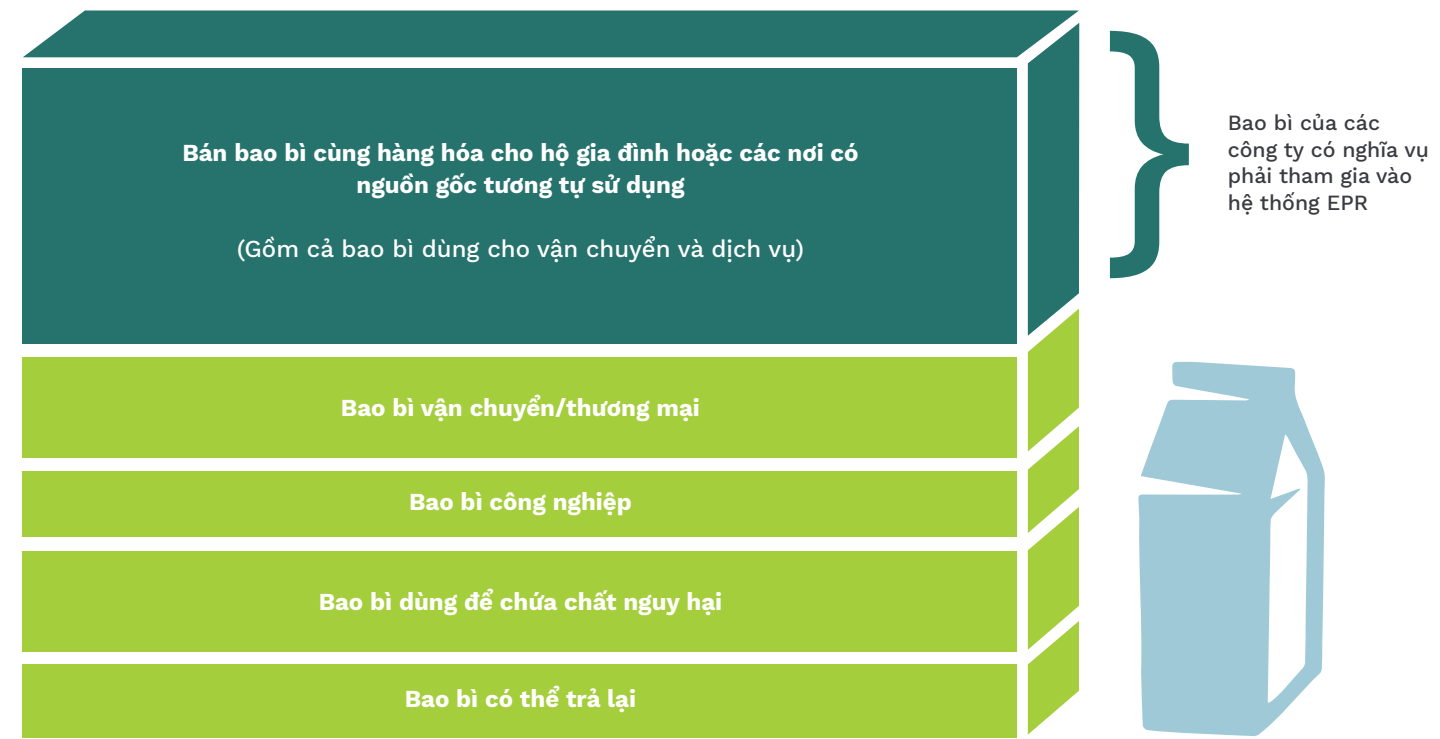 Bán bao bì cùng hàng hóa cho hộ gia đình hoặc các nơi có
nguồn gốc tương tự sử dụng
(Gồm cả bao bì dùng cho vận chuyển và dịch vụ)
Bao bì của các
công ty có nghĩa vụ
phải tham gia vào
hệ thống EPR
Bao bì vận chuyển/thương mại
Bao bì công nghiệp
Bao bì dùng để chứa chất nguy hại
Bao bì có thể trả lại